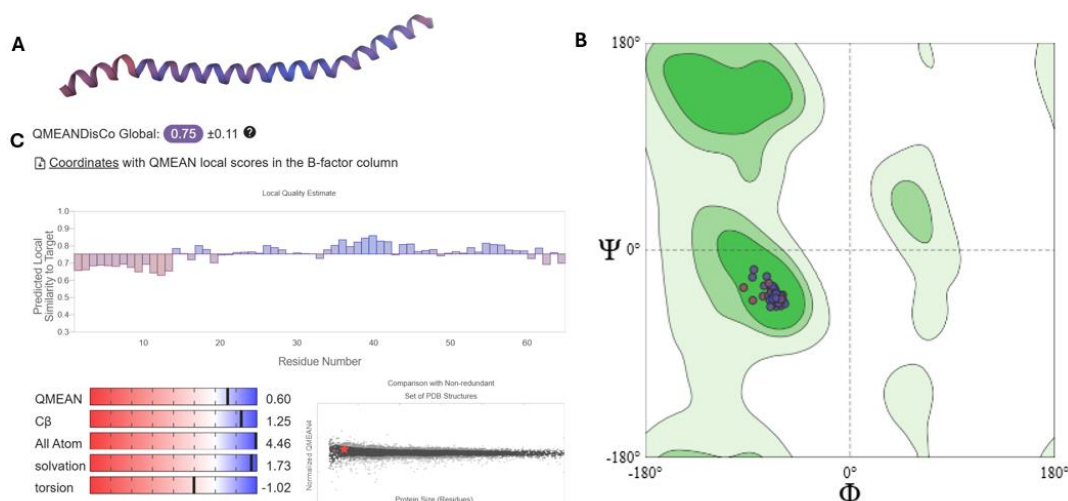 A
QMEANDisCo Global: 0.75 ±0.11 ?
C
Coordinates with QMEAN local scores in the B-factor column
Local Quality Estimate
Predicted Local
Similarity to Target
1.0
0.9
0.8
0.7
0.6
0.5
0.4
0.3
10 20 30 40 50 60
Residue Number
QMEAN 0.60
Cβ 1.25
All Atom 4.46
solvation 1.73
torsion -1.02
Comparison with Non-redundant
Set of PDB Structures
Normalized QMEAN4
Protein Size (Residues)
B
180°
Ψ 0°
-180°
-180° 0° 180°
Φ